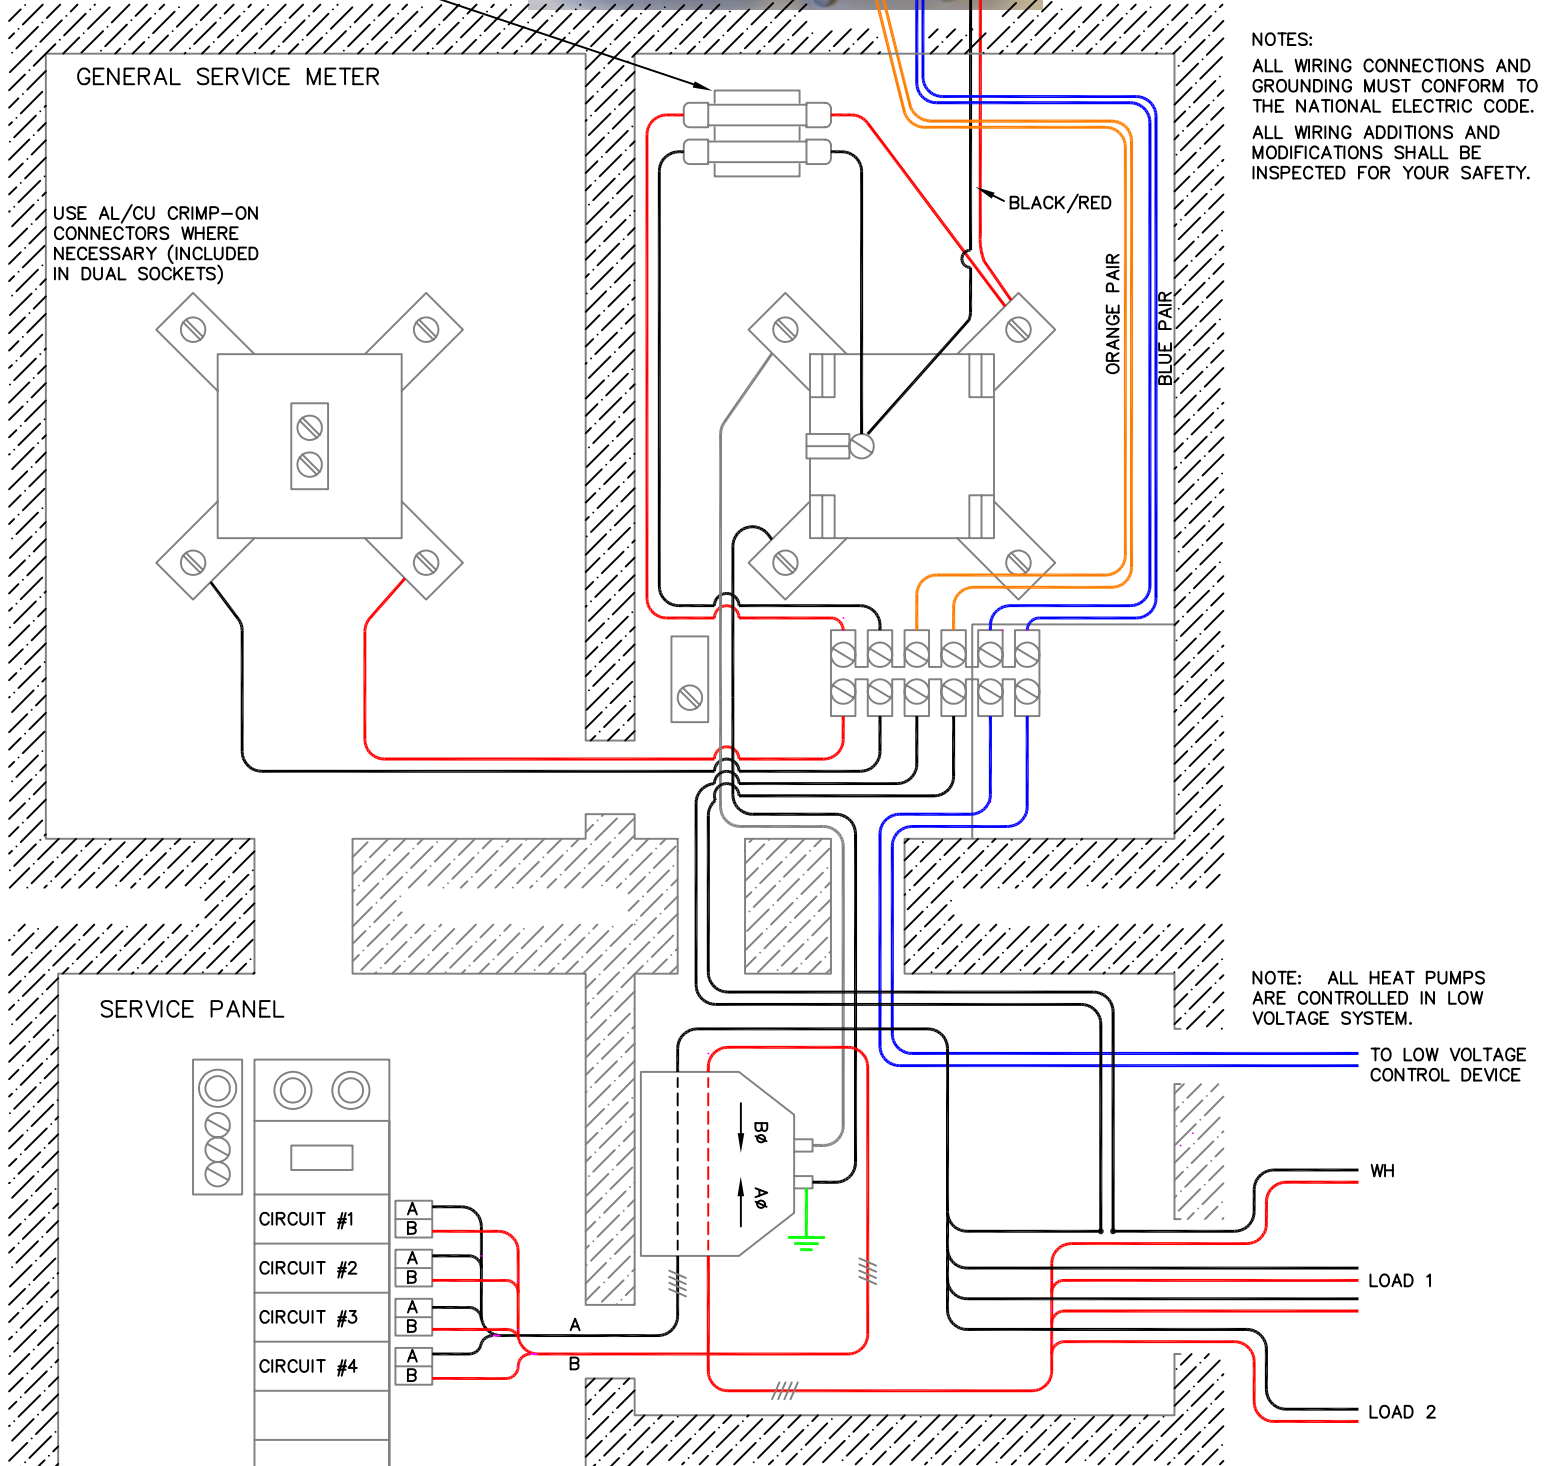 GENERAL SERVICE METER
NOTES:
ALL WIRING CONNECTIONS AND
GROUNDING MUST CONFORM TO
THE NATIONAL ELECTRIC CODE.
ALL WIRING ADDITIONS AND
MODIFICATIONS SHALL BE
INSPECTED FOR YOUR SAFETY.
USE AL/CU CRIMP-ON
CONNECTORS WHERE
NECESSARY (INCLUDED
IN DUAL SOCKETS)
BLACK/RED
ORANGE PAIR
BLUE PAIR
SERVICE PANEL
NOTE: ALL HEAT PUMPS
ARE CONTROLLED IN LOW
VOLTAGE SYSTEM.
TO LOW VOLTAGE
CONTROL DEVICE
BØ
AØ
WH
CIRCUIT #1
A
B
CIRCUIT #2
A
B
CIRCUIT #3
A
B
CIRCUIT #4
A
B
A
B
LOAD 1
LOAD 2